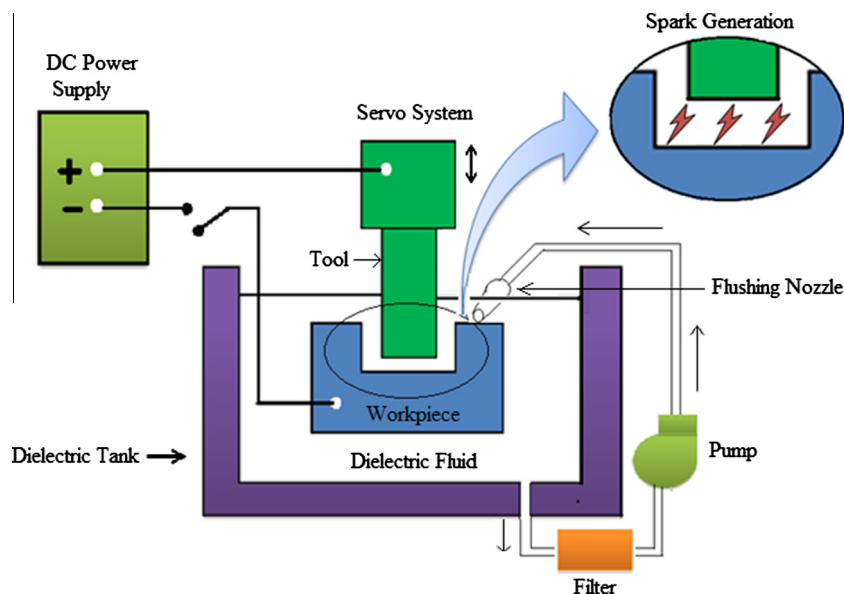 Spark Generation
DC Power
Supply
Servo System
+
−
Tool
Flushing Nozzle
Workpiece
Dielectric Tank
Dielectric Fluid
Pump
Filter